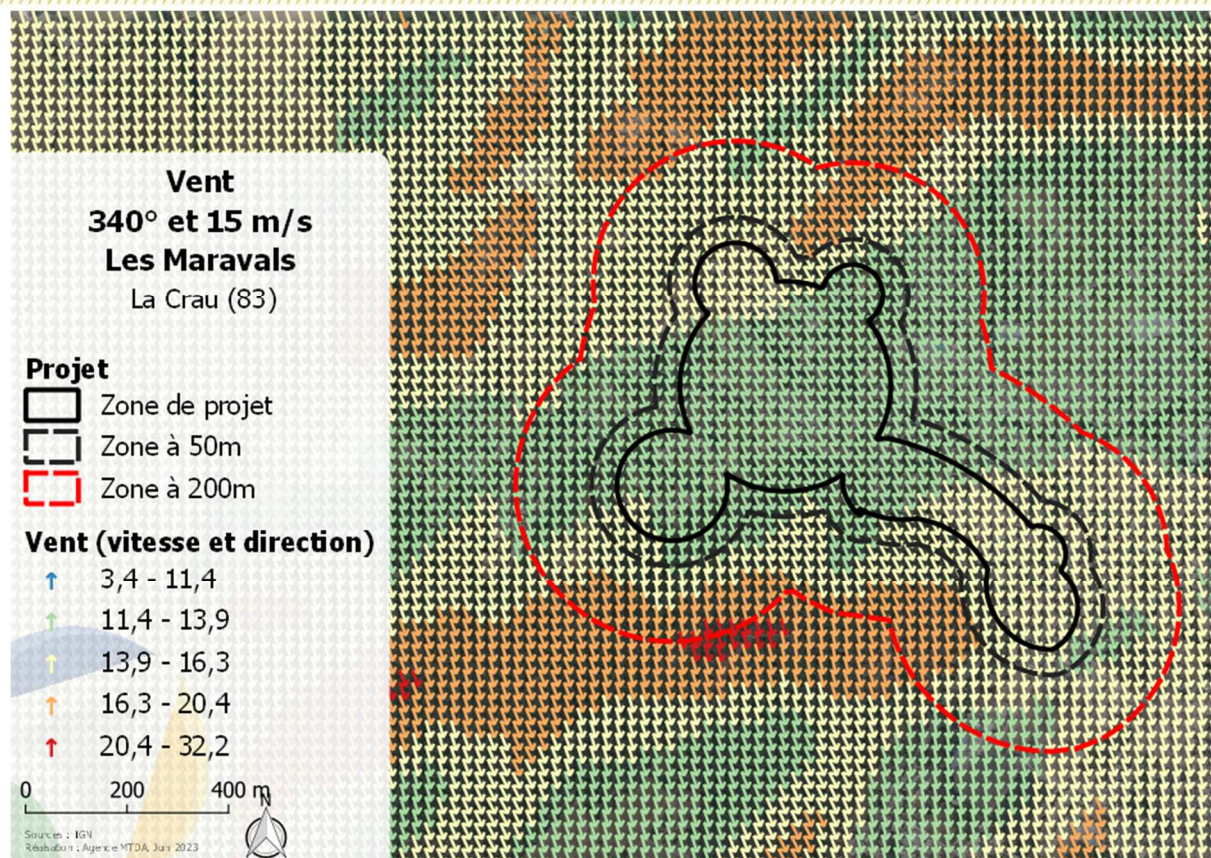 Vent
340° et 15 m/s
Les Maravals
La Crau (83)
Projet
Zone de projet
Zone à 50m
Zone à 200m
Vent (vitesse et direction)
3,4 - 11,4
11,4 - 13,9
13,9 - 16,3
16,3 - 20,4
20,4 - 32,2
0 200 400 m
N
Sources : IGN
Réalisation : Agence MTDA, Juin 2023